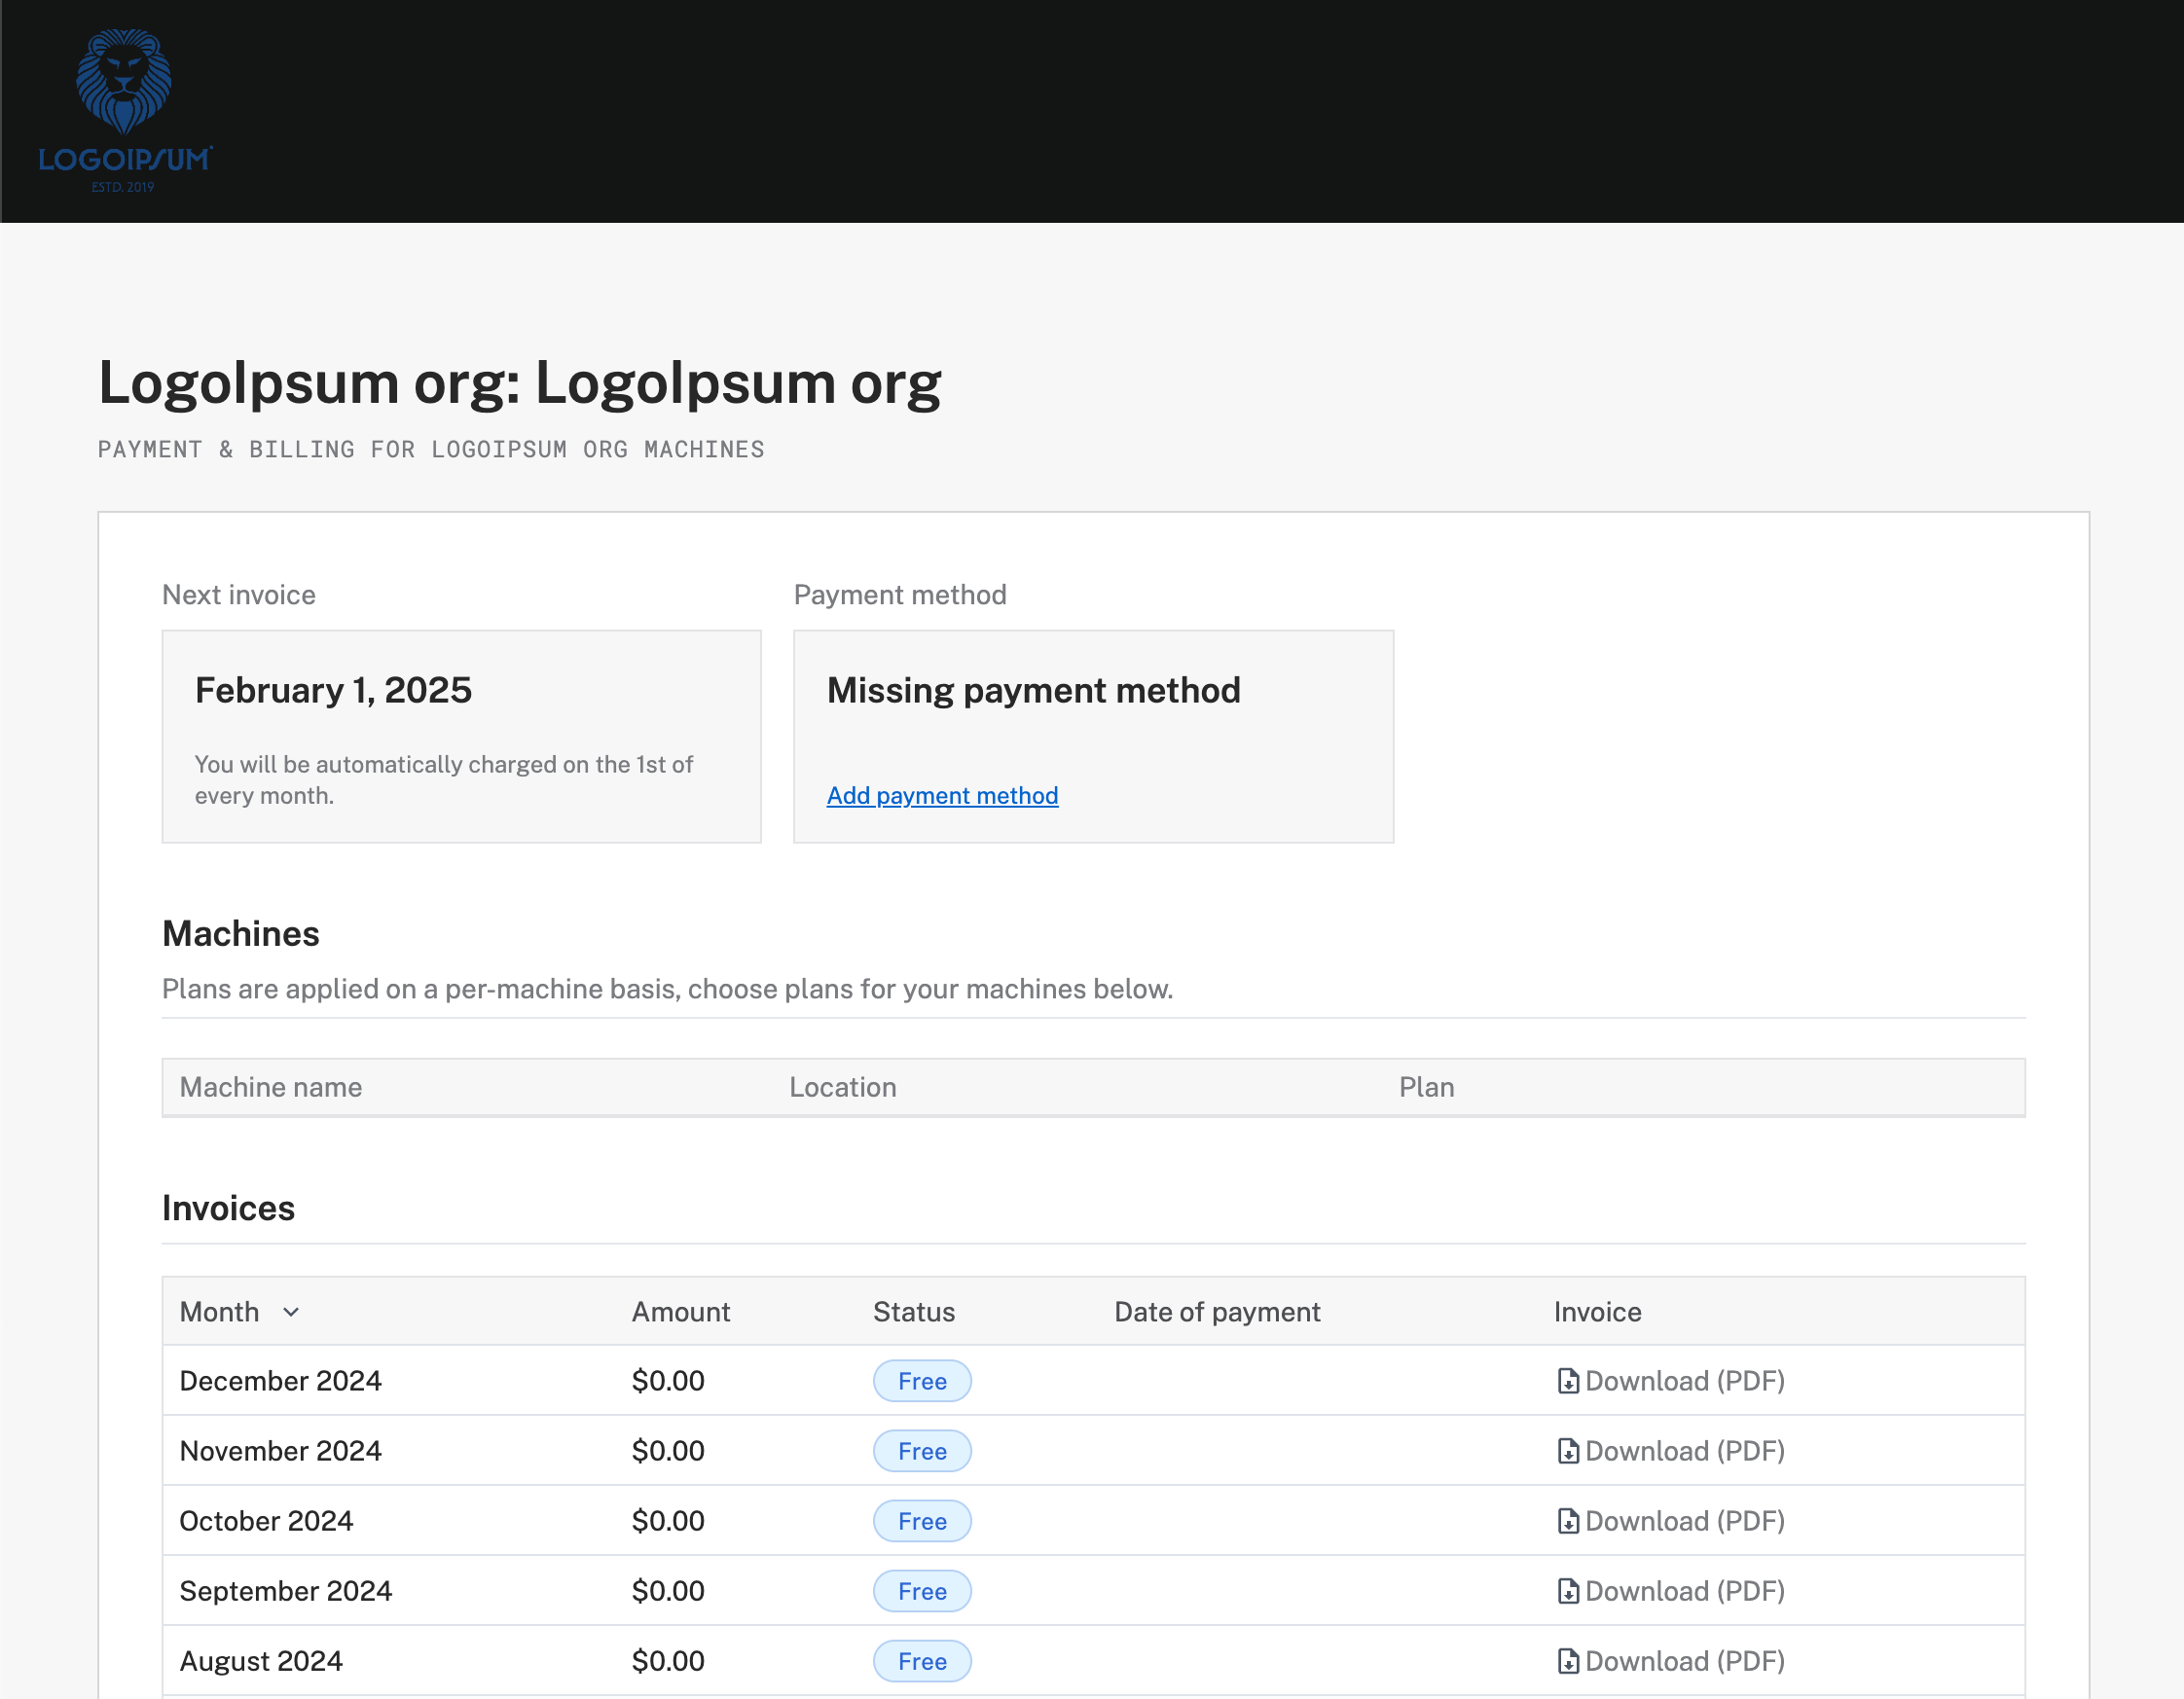 LOGOIPSUM
ESTD. 2019
LogoIpsum org: LogoIpsum org
PAYMENT & BILLING FOR LOGOIPSUM ORG MACHINES
Next invoice
Payment method
February 1, 2025
Missing payment method
You will be automatically charged on the 1st of
every month.
Add payment method
Machines
Plans are applied on a per-machine basis, choose plans for your machines below.
Machine name Location Plan
Invoices
Month Amount Status Date of payment Invoice
December 2024 $0.00 Free Download (PDF)
November 2024 $0.00 Free Download (PDF)
October 2024 $0.00 Free Download (PDF)
September 2024 $0.00 Free Download (PDF)
August 2024 $0.00 Free Download (PDF)